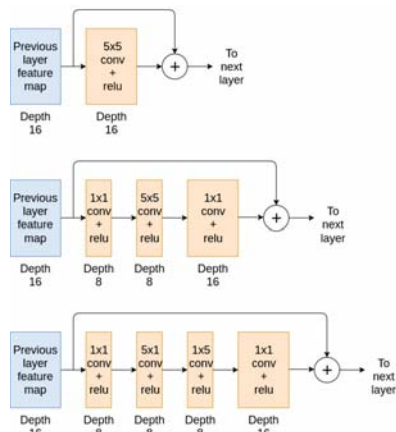 Previous
layer
feature
map
5x5
conv
+
relu
+
To
next
layer
Depth
16
Depth
16
Previous
layer
feature
map
1x1
conv
+
relu
5x5
conv
+
relu
1x1
conv
+
relu
+
To
next
layer
Depth
16
Depth
8
Depth
8
Depth
16
Previous
layer
feature
map
1x1
conv
+
relu
5x1
conv
+
relu
1x5
conv
+
relu
1x1
conv
+
relu
+
To
next
layer
Depth
Depth
Depth
Depth
Depth